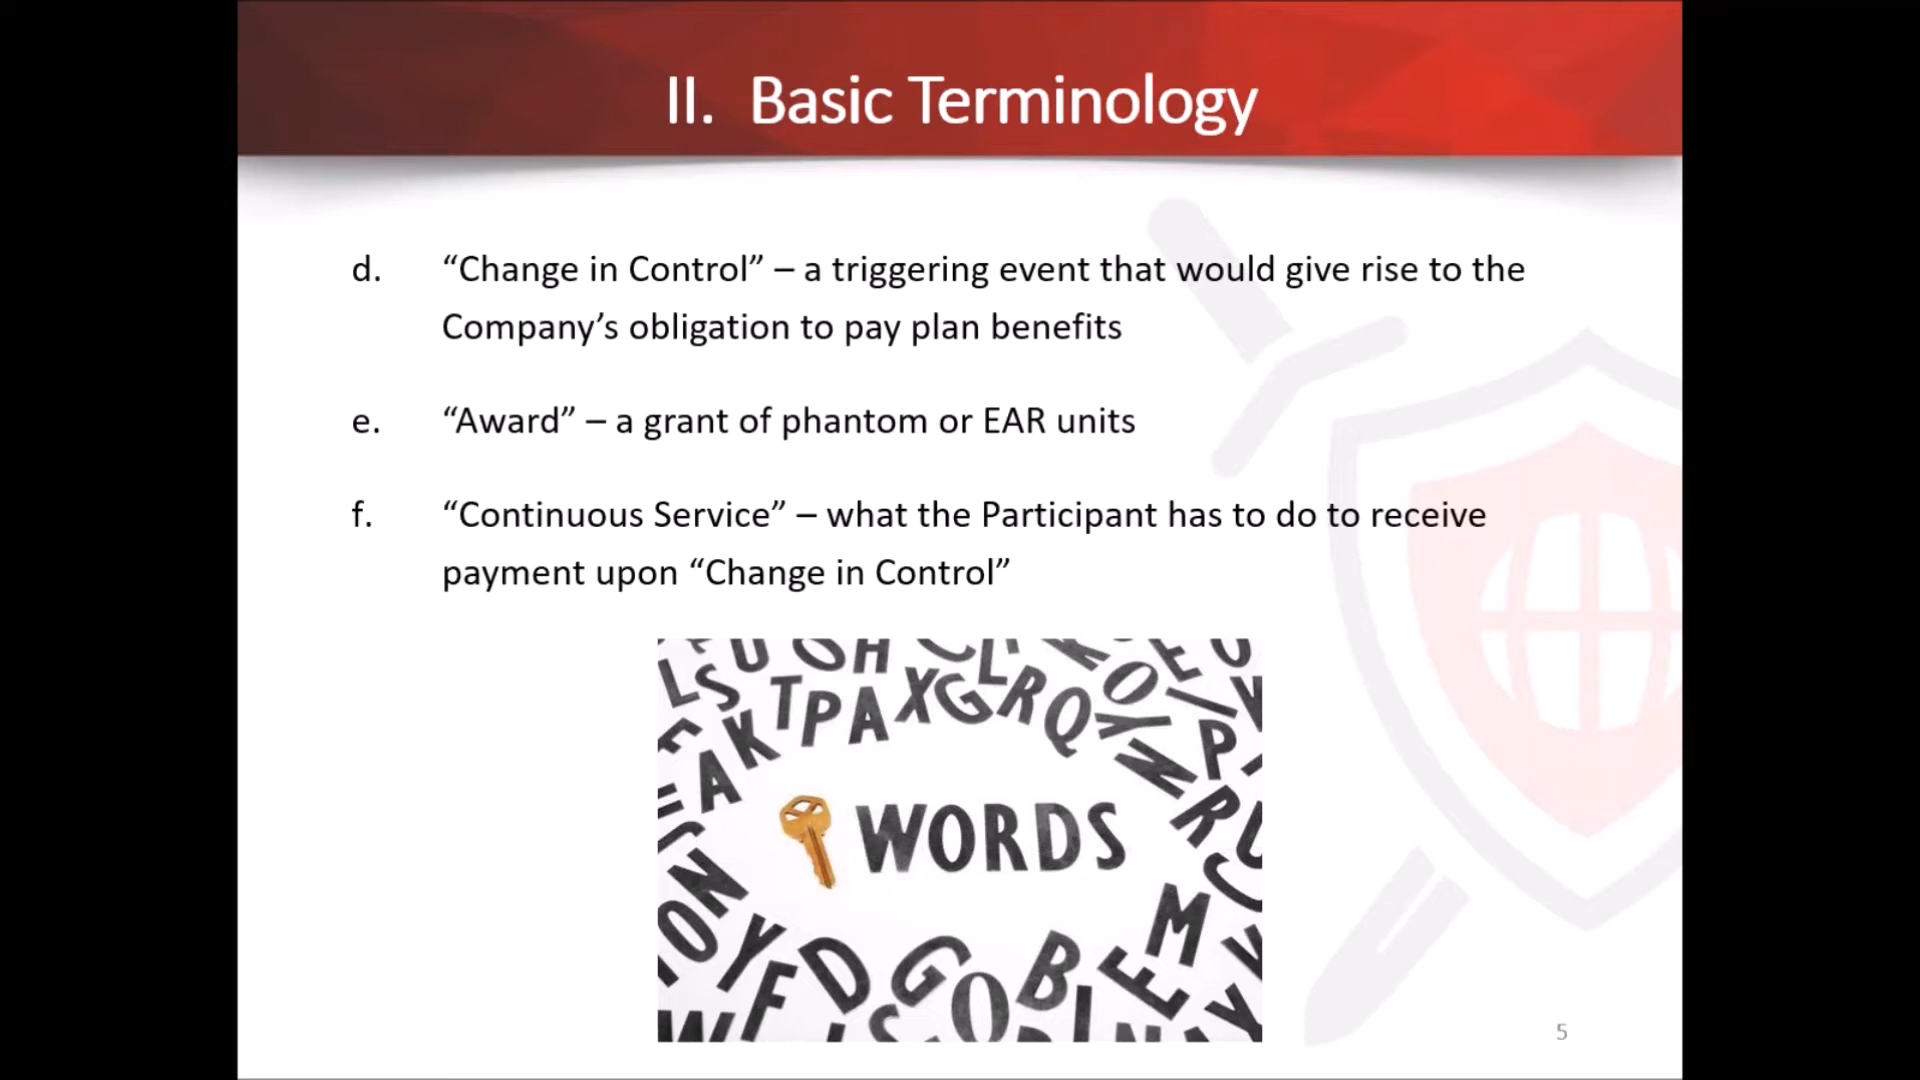 II. Basic Terminology
d. “Change in Control” – a triggering event that would give rise to the
Company’s obligation to pay plan benefits
e. “Award” – a grant of phantom or EAR units
f. “Continuous Service” – what the Participant has to do to receive
payment upon “Change in Control”
WORDS
5